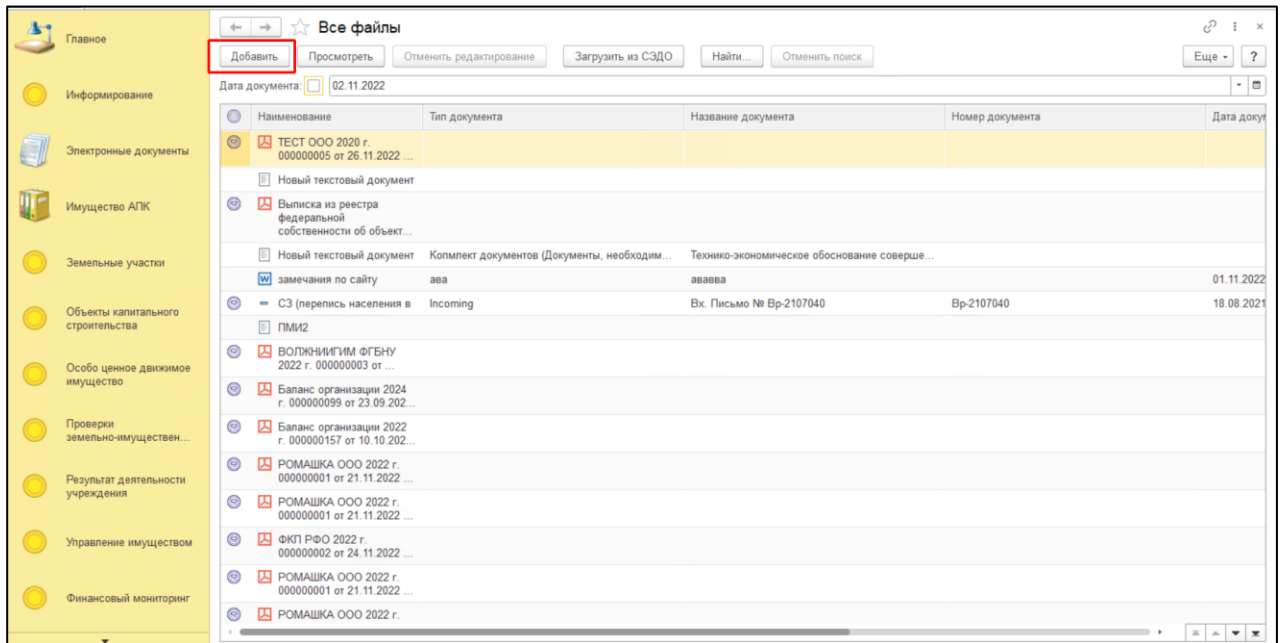 Главное
Информирование
Электронные документы
Имущество АПК
Земельные участки
Объекты капитального
строительства
Особо ценное движимое
имущество
Проверки
земельно-имуществен...
Результат деятельности
учреждения
Управление имуществом
Финансовый мониторинг
Все файлы
Добавить Просмотреть Отменить редактирование Загрузить из СЭДО Найти... Отменить поиск Еще ?
Дата документа: 02.11.2022
Наименование Тип документа Название документа Номер документа Дата докум
ТЕСТ ООО 2020 г.
000000005 от 26.11.2022 ...
Новый текстовый документ
Выписка из реестра
федеральной
собственности об объект...
Новый текстовый документ Копмлект документов (Документы, необходим... Технико-экономическое обоснование соверше...
замечания по сайту ава ававва 01.11.2022
СЗ (перепись населения в Incoming Вх. Письмо № Вр-2107040 Вр-2107040 18.08.2021
ПМИ2
ВОЛЖНИИГИМ ФГБНУ
2022 г. 000000003 от ...
Баланс организации 2024
г. 000000099 от 23.09.202...
Баланс организации 2022
г. 000000157 от 10.10.202...
РОМАШКА ООО 2022 г.
000000001 от 21.11.2022 ...
РОМАШКА ООО 2022 г.
000000001 от 21.11.2022 ...
ФКП РФО 2022 г.
000000002 от 24.11.2022 ...
РОМАШКА ООО 2022 г.
000000001 от 21.11.2022 ...
РОМАШКА ООО 2022 г.